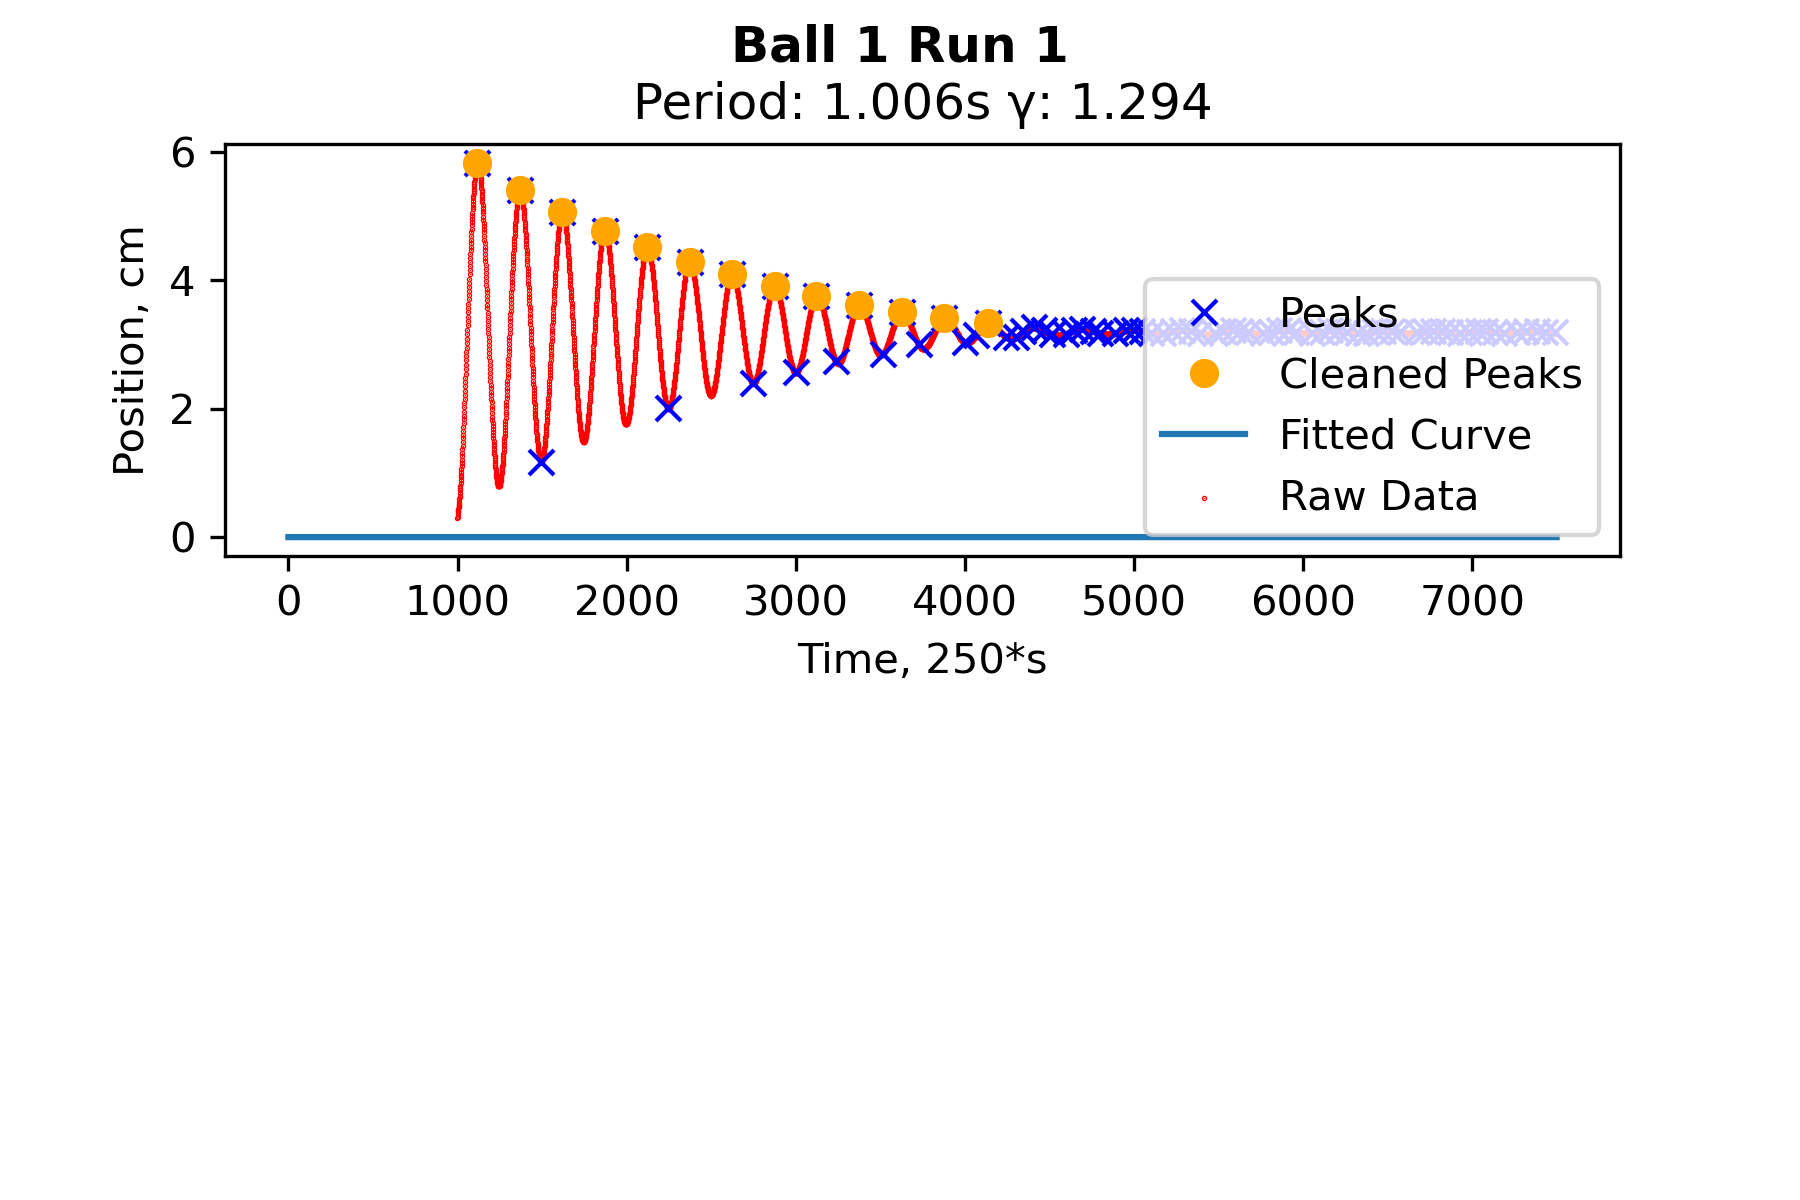 Ball 1 Run 1
Period: 1.006s γ: 1.294
6
4
2
0
Position, cm
Peaks
Cleaned Peaks
Fitted Curve
Raw Data
0 1000 2000 3000 4000 5000 6000 7000
Time, 250*s